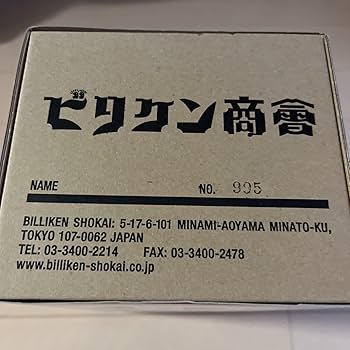 ビリケン商會
NAME NO. 995
BILLIKEN SHOKAI: 5-17-6-101 MINAMI-AOYAMA MINATO-KU,
TOKYO 107-0062 JAPAN
TEL: 03-3400-2214 FAX: 03-3400-2478
www.billiken-shokai.co.jp